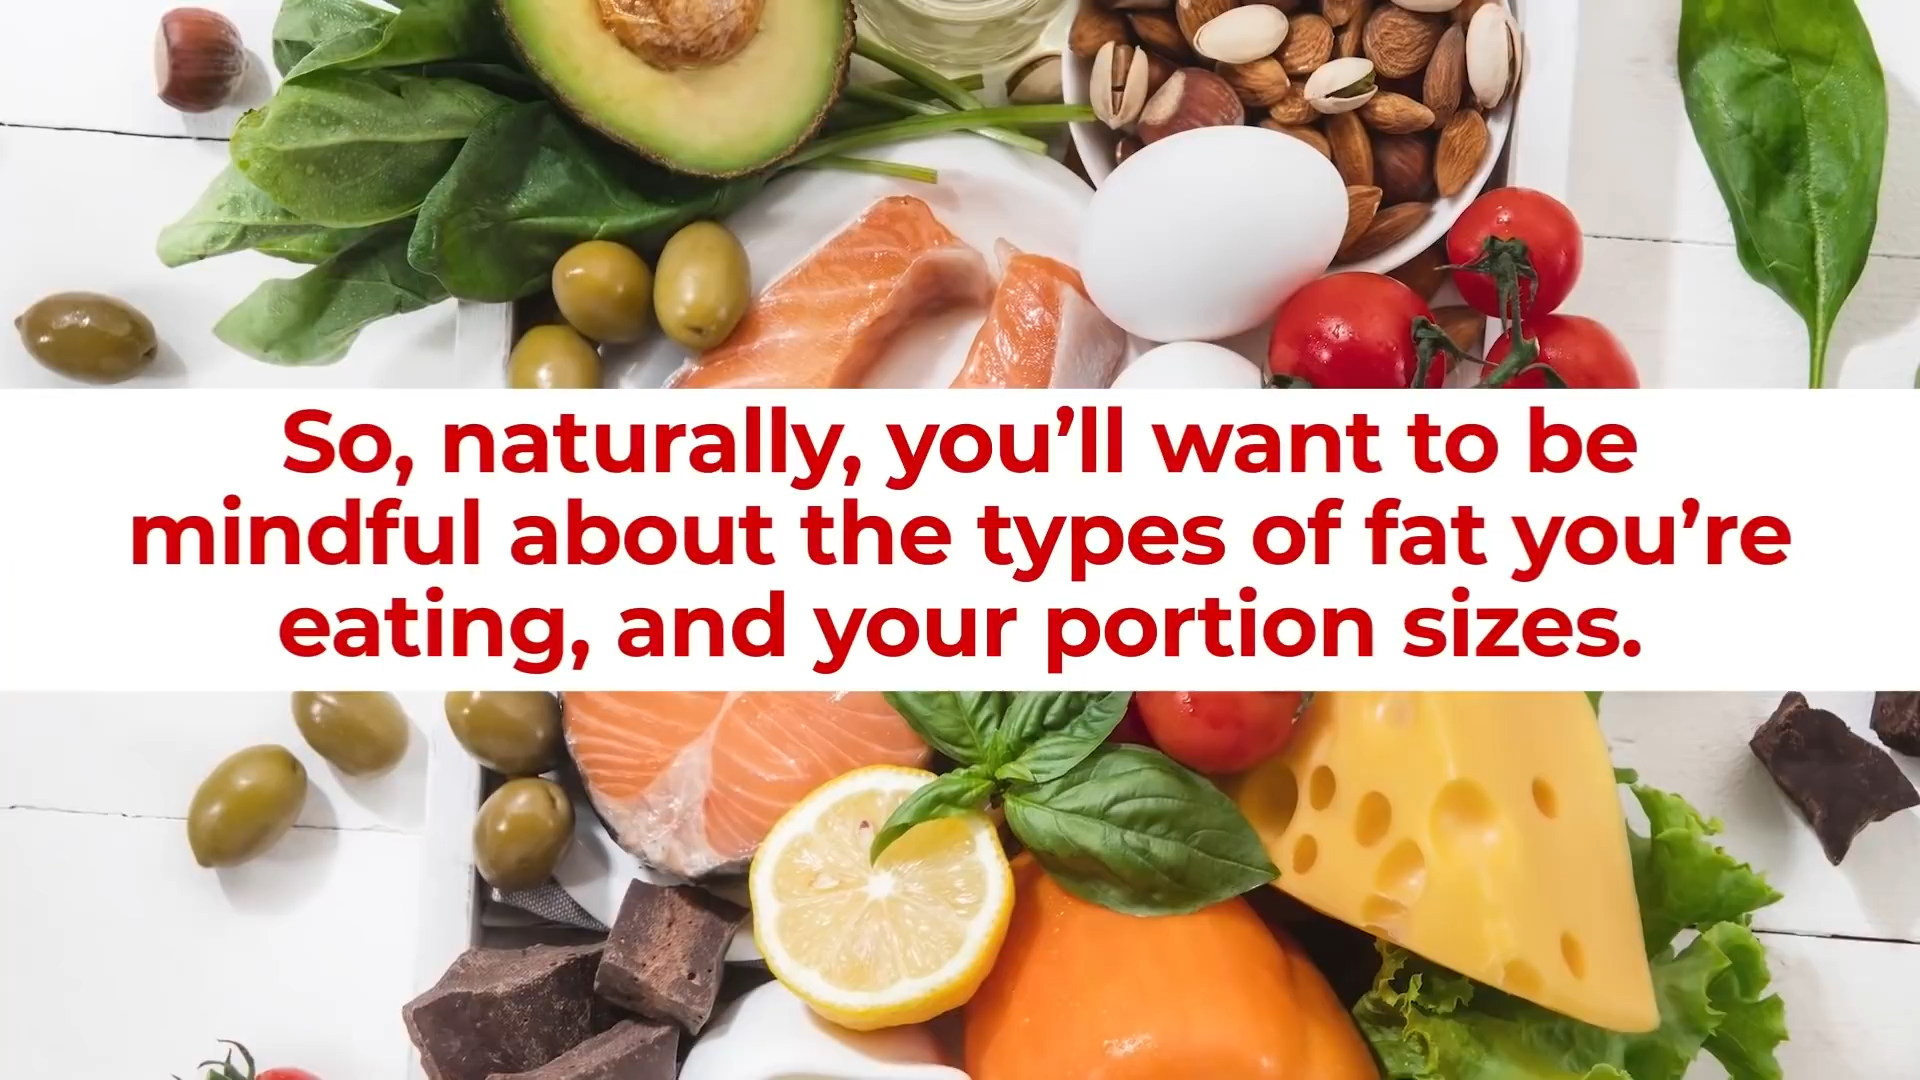 So, naturally, you’ll want to be
mindful about the types of fat you’re
eating, and your portion sizes.